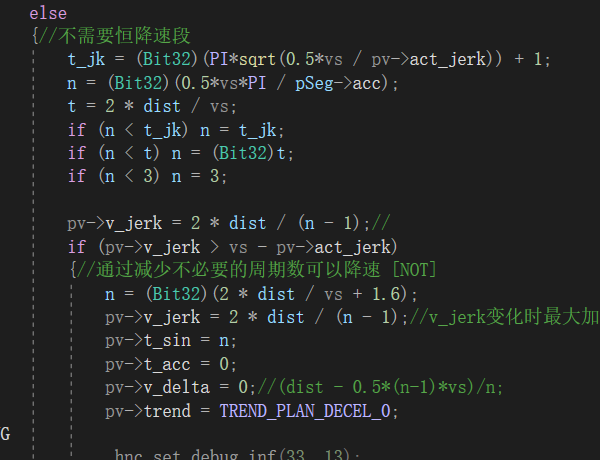 else
{//不需要恒降速段
t_jk = (Bit32)(PI*sqrt(0.5*vs / pv->act_jerk)) + 1;
n = (Bit32)(0.5*vs*PI / pSeg->acc);
t = 2 * dist / vs;
if (n < t_jk) n = t_jk;
if (n < t) n = (Bit32)t;
if (n < 3) n = 3;
pv->v_jerk = 2 * dist / (n - 1);//
if (pv->v_jerk > vs - pv->act_jerk)
{//通过减少不必要的周期数可以降速 [NOT]
n = (Bit32)(2 * dist / vs + 1.6);
pv->v_jerk = 2 * dist / (n - 1);//v_jerk变化时最大加
pv->t_sin = n;
pv->t_acc = 0;
pv->v_delta = 0;//(dist - 0.5*(n-1)*vs)/n;
pv->trend = TREND_PLAN_DECEL_0;
G
hnc_set_debug_inf(33, 13);